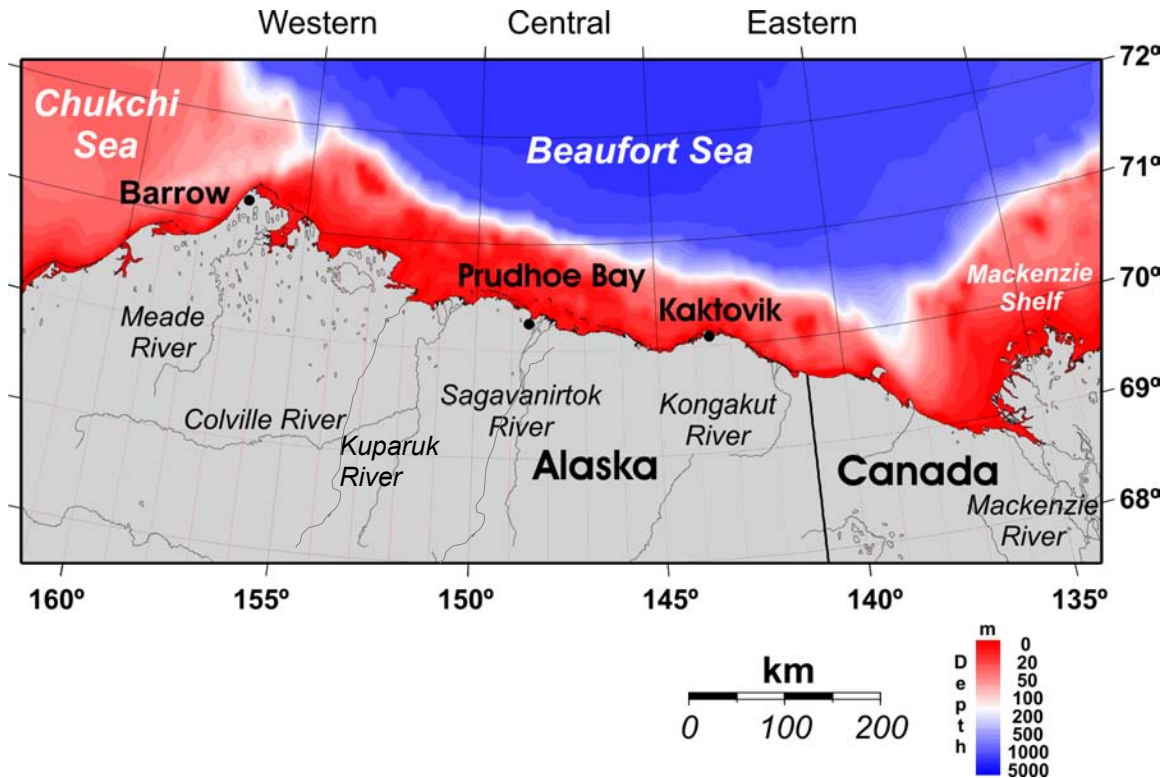 Western Central Eastern
72º
Chukchi
Sea
Beaufort Sea
71º
Barrow
Prudhoe Bay
70º
Mackenzie
Shelf
Kaktovik
Meade
River
69º
Sagavanirtok
River
Kongakut
River
Colville River
Kuparuk
River
Alaska
Canada
68º
Mackenzie
River
160º 155º 150º 145º 140º 135º
km
0 100 200
m
Depth
0
20
50
100
200
500
1000
5000